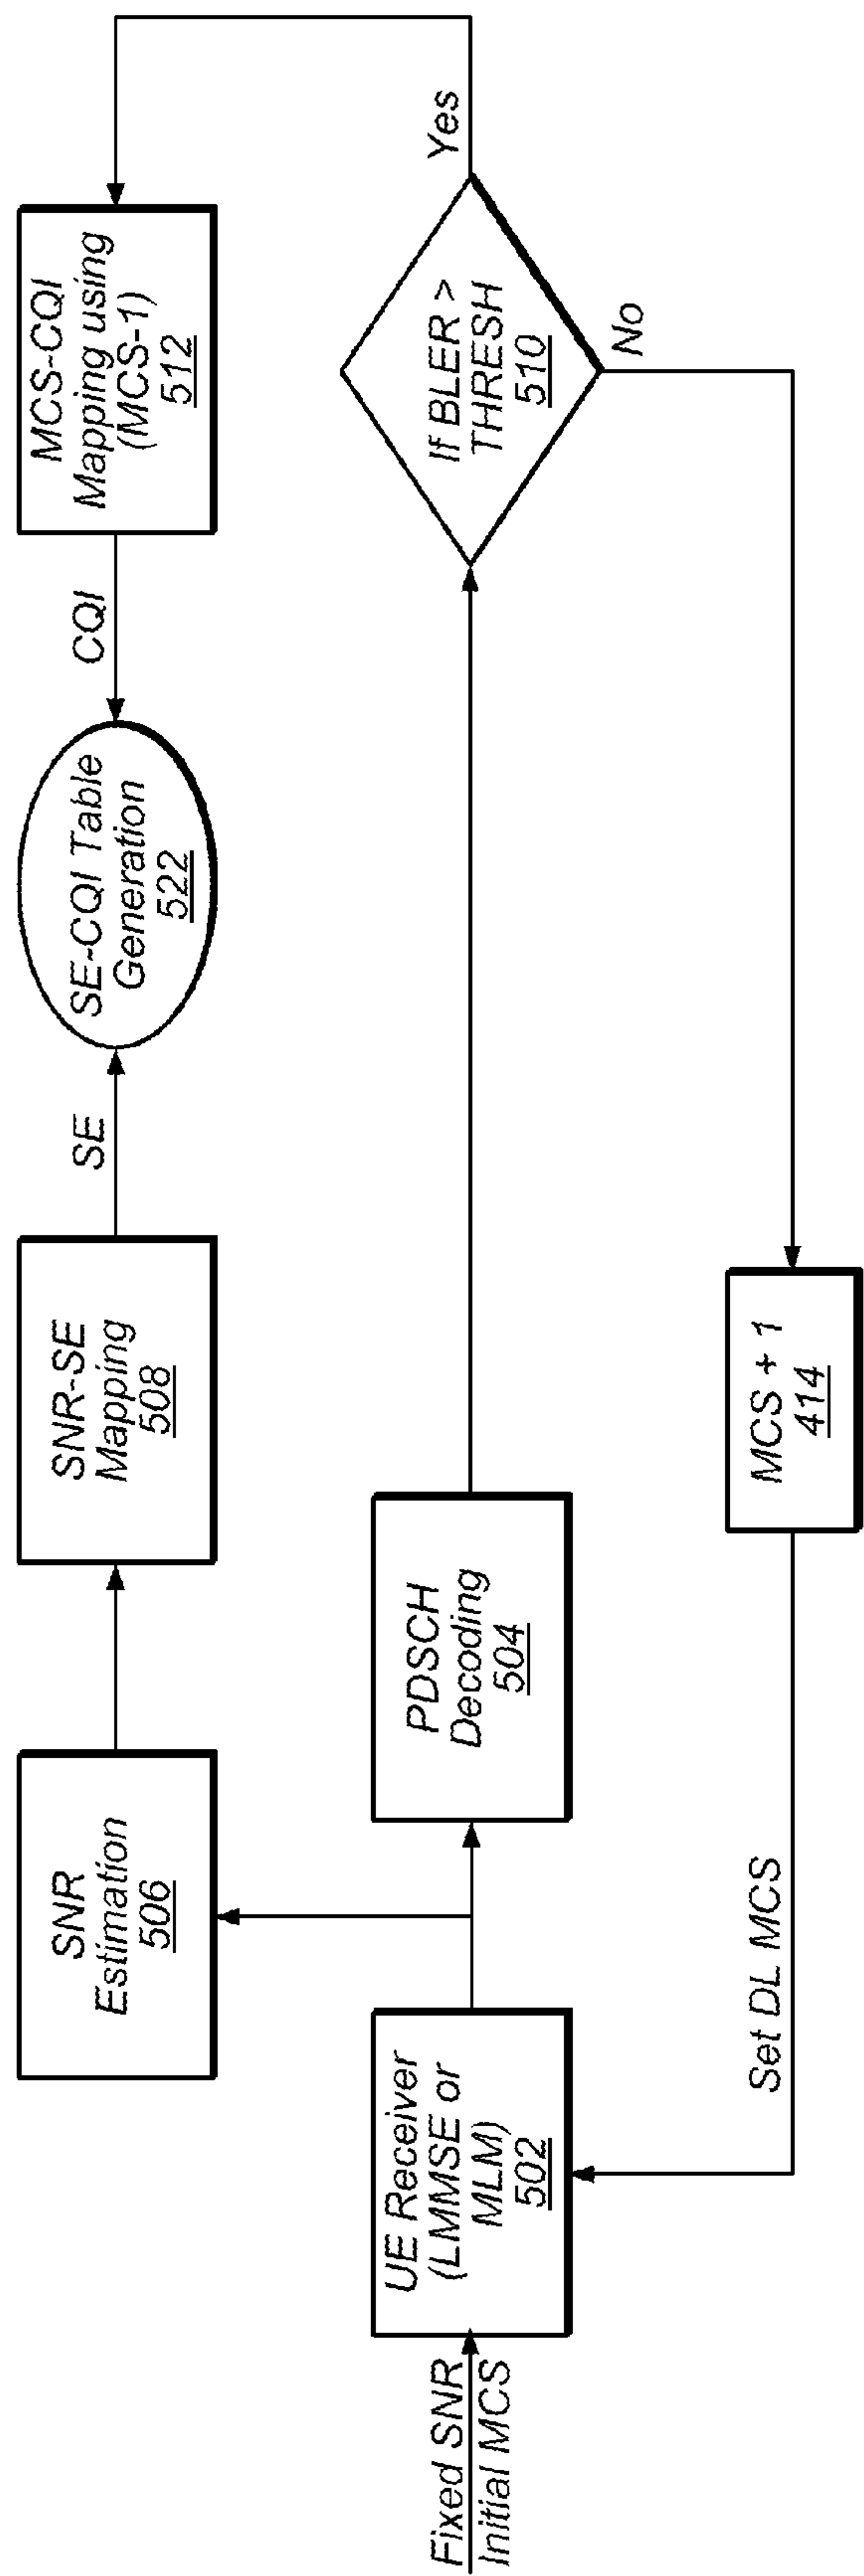 SNR
Estimation
506
SNR-SE
Mapping
508
SE
SE-CQI Table
Generation
522
CQI
MCS-CQI
Mapping using
(MCS-1)
512
Fixed SNR
Initial MCS
UE Receiver
(LMMSE or
MLM)
502
PDSCH
Decoding
504
If BLER >
THRESH
510
Yes
No
Set DL MCS
MCS + 1
414